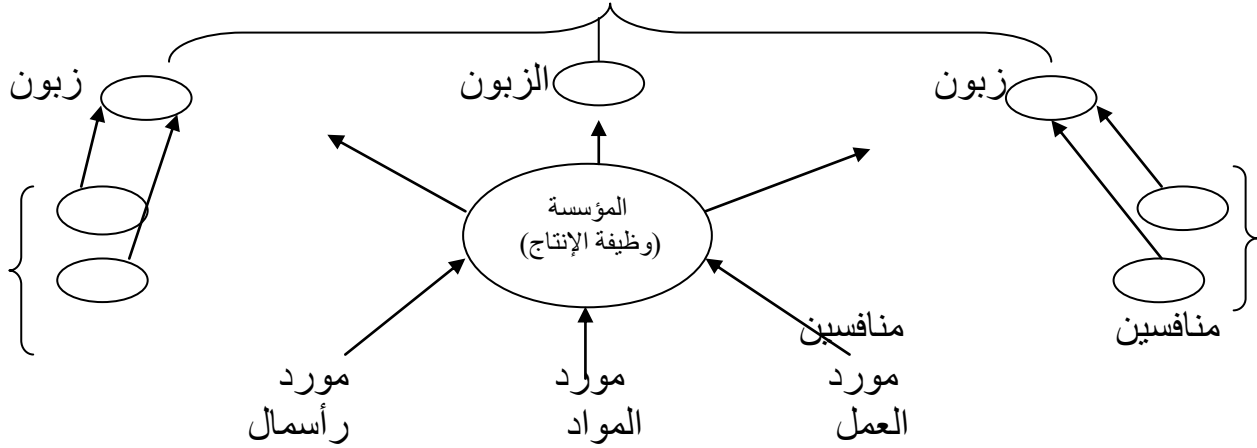 زبون
الزبون
زبون
المؤسسة
(وظيفة الإنتاج)
منافسين
منافسين
مورد
العمل
مورد
المواد
مورد
رأسمال